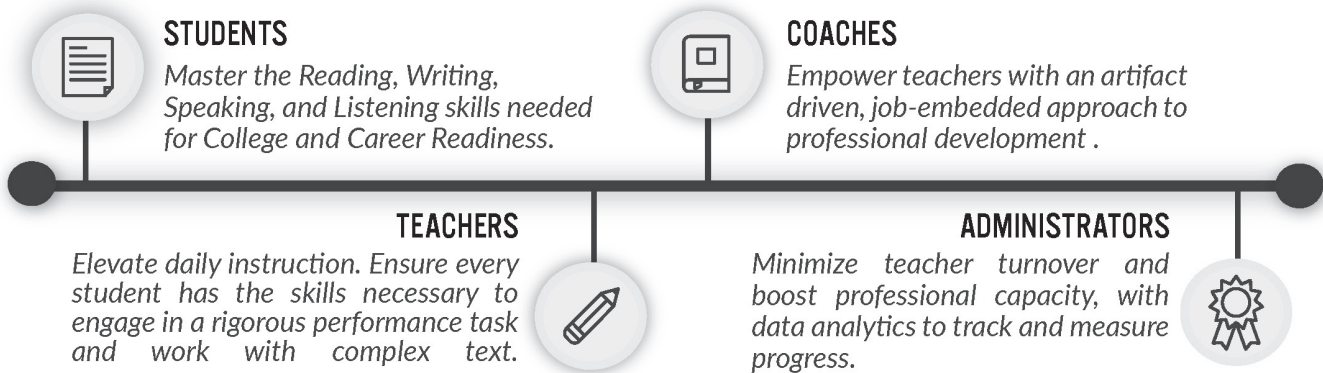 STUDENTS
Master the Reading, Writing,
Speaking, and Listening skills needed
for College and Career Readiness.
COACHES
Empower teachers with an artifact
driven, job-embedded approach to
professional development .
TEACHERS
Elevate daily instruction. Ensure every
student has the skills necessary to
engage in a rigorous performance task
and work with complex text.
ADMINISTRATORS
Minimize teacher turnover and
boost professional capacity, with
data analytics to track and measure
progress.